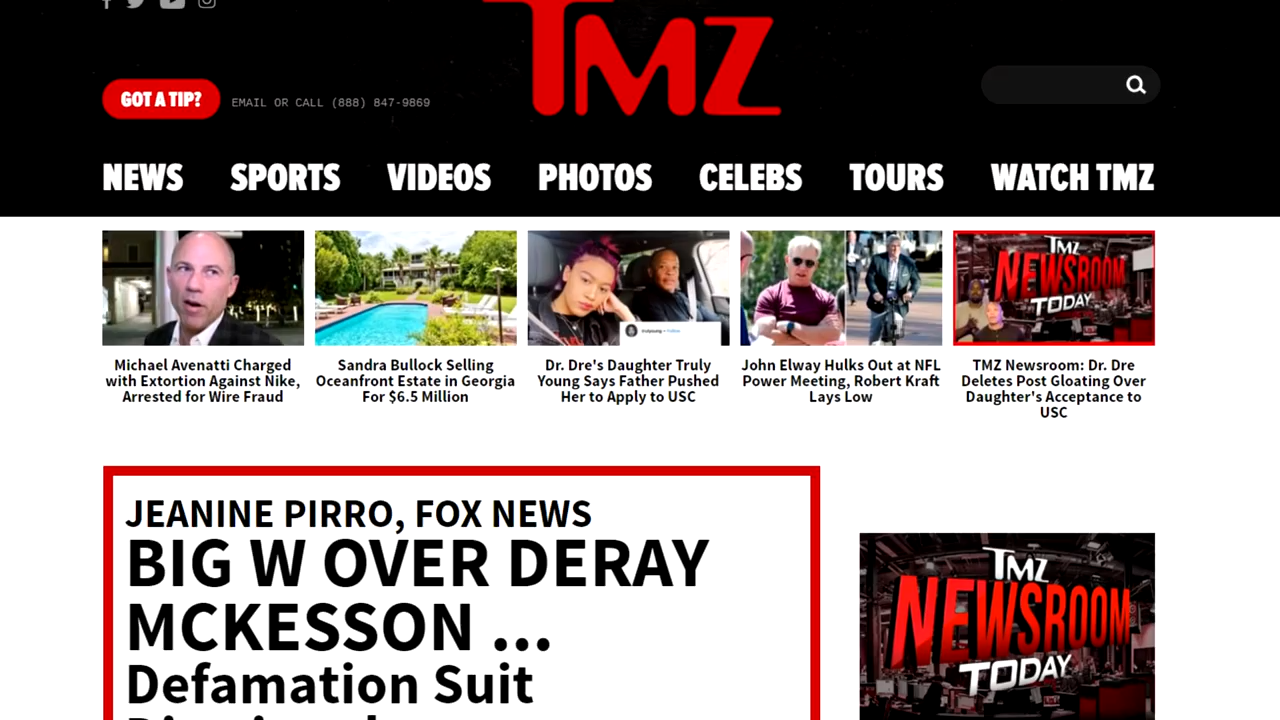 TMZ
GOT A TIP?
EMAIL OR CALL (888) 847-9869
NEWS SPORTS VIDEOS PHOTOS CELEBS TOURS WATCH TMZ
TMZ
NEWSROOM
TODAY
Michael Avenatti Charged
with Extortion Against Nike,
Arrested for Wire Fraud
Sandra Bullock Selling
Oceanfront Estate in Georgia
For $6.5 Million
Dr. Dre's Daughter Truly
Young Says Father Pushed
Her to Apply to USC
John Elway Hulks Out at NFL
Power Meeting, Robert Kraft
Lays Low
TMZ Newsroom: Dr. Dre
Deletes Post Gloating Over
Daughter's Acceptance to
USC
JEANINE PIRRO, FOX NEWS
BIG W OVER DERAY
MCKESSON ...
Defamation Suit
TMZ
NEWSROOM
TODAY